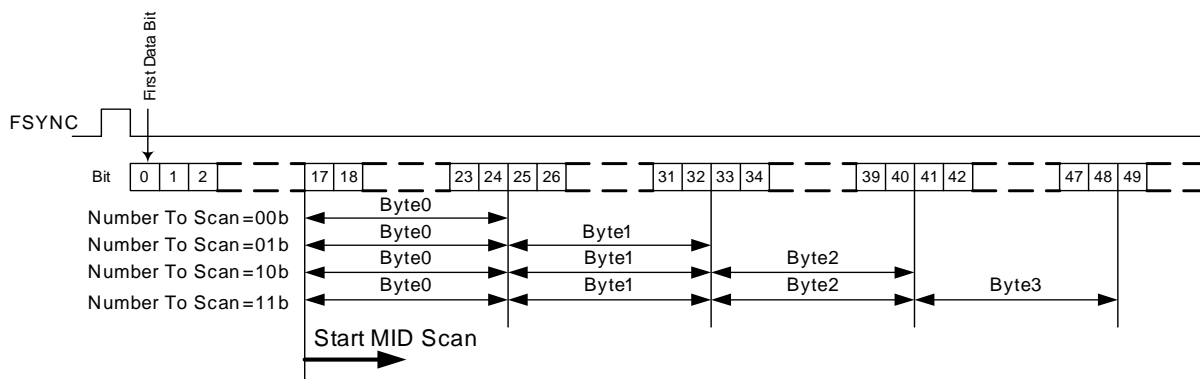 First Data Bit
FSYNC
Bit 0 1 2 17 18 23 24 25 26 31 32 33 34 39 40 41 42 47 48 49
Number To Scan=00b Byte0
Number To Scan=01b Byte0 Byte1
Number To Scan=10b Byte0 Byte1 Byte2
Number To Scan=11b Byte0 Byte1 Byte2 Byte3
Start MID Scan